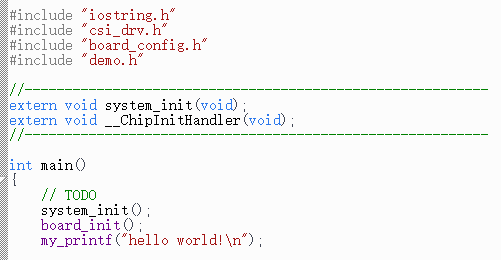 #include "iostring.h"
#include "csi_drv.h"
#include "board_config.h"
#include "demo.h"
//----------------------------------------------------------
extern void system_init(void);
extern void __ChipInitHandler(void);
//----------------------------------------------------------
int main()
{
    // TODO
    system_init();
    board_init();
    my_printf("hello world!\n");